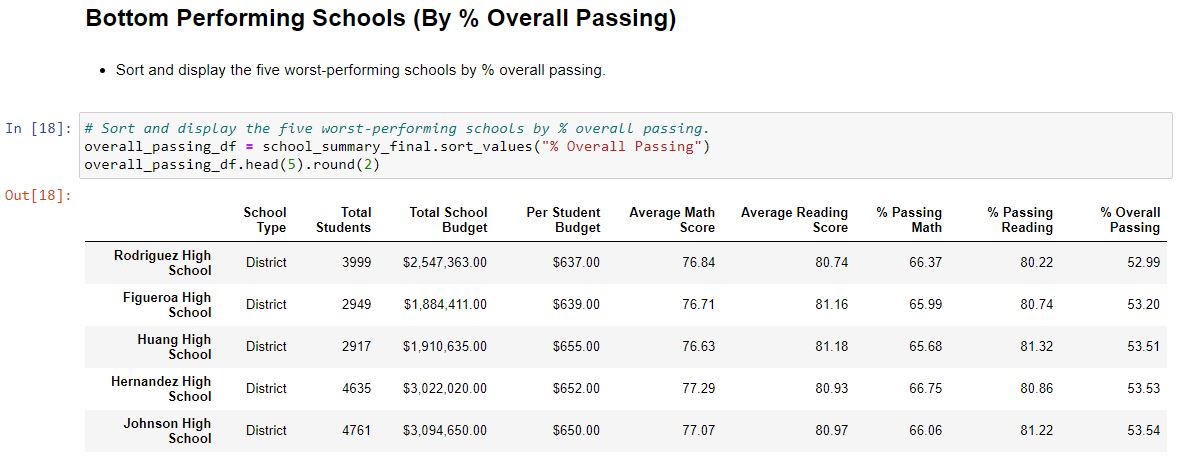 Bottom Performing Schools (By % Overall Passing)
• Sort and display the five worst-performing schools by % overall passing.
In [18]: # Sort and display the five worst-performing schools by % overall passing.
overall_passing_df = school_summary_final.sort_values("% Overall Passing")
overall_passing_df.head(5).round(2)
Out[18]:
School Total Total School Per Student Average Math Average Reading % Passing % Passing % Overall
Type Students Budget Budget Score Score Math Reading Passing
Rodriguez High
School District 3999 $2,547,363.00 $637.00 76.84 80.74 66.37 80.22 52.99
Figueroa High
School District 2949 $1,884,411.00 $639.00 76.71 81.16 65.99 80.74 53.20
Huang High
School District 2917 $1,910,635.00 $655.00 76.63 81.18 65.68 81.32 53.51
Hernandez High
School District 4635 $3,022,020.00 $652.00 77.29 80.93 66.75 80.86 53.53
Johnson High
School District 4761 $3,094,650.00 $650.00 77.07 80.97 66.06 81.22 53.54